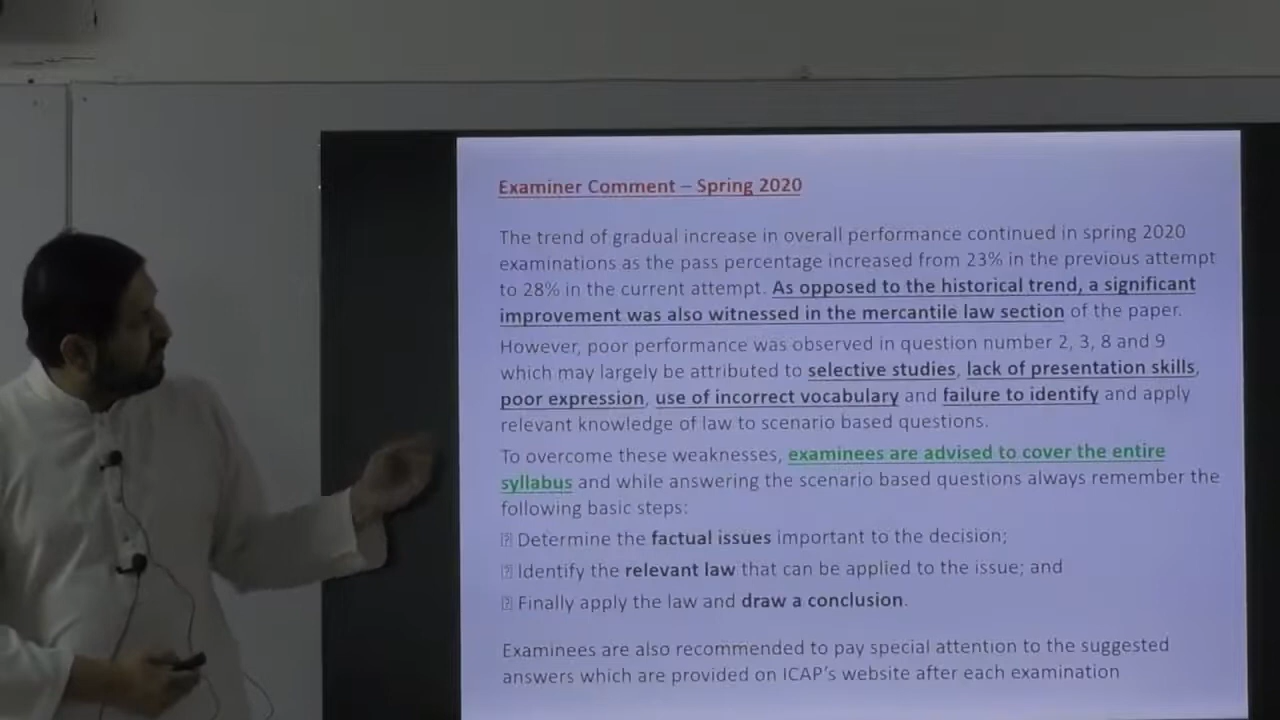 Examiner Comment – Spring 2020
The trend of gradual increase in overall performance continued in spring 2020
examinations as the pass percentage increased from 23% in the previous attempt
to 28% in the current attempt. As opposed to the historical trend, a significant
improvement was also witnessed in the mercantile law section of the paper.
However, poor performance was observed in question number 2, 3, 8 and 9
which may largely be attributed to selective studies, lack of presentation skills,
poor expression, use of incorrect vocabulary and failure to identify and apply
relevant knowledge of law to scenario based questions.
To overcome these weaknesses, examinees are advised to cover the entire
syllabus and while answering the scenario based questions always remember the
following basic steps:
Determine the factual issues important to the decision;
Identify the relevant law that can be applied to the issue; and
Finally apply the law and draw a conclusion.
Examinees are also recommended to pay special attention to the suggested
answers which are provided on ICAP's website after each examination